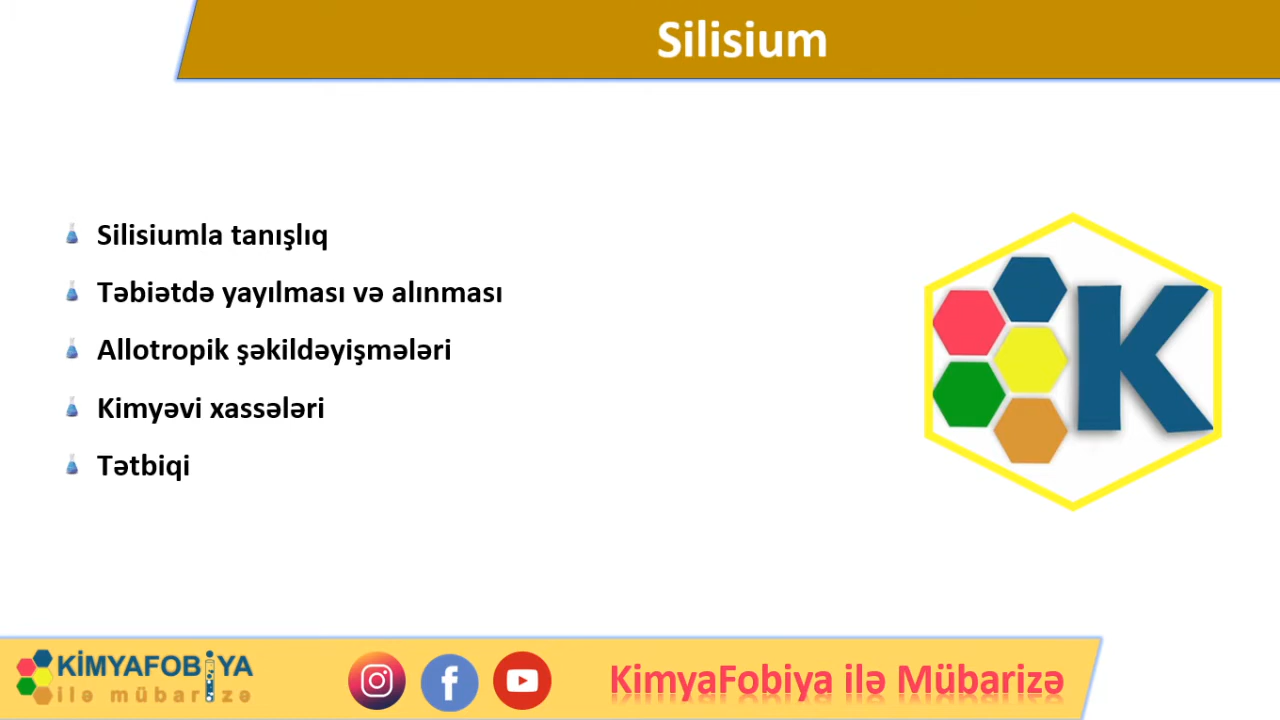 Silisium
Silisiumla tanışlıq
Təbiətdə yayılması və alınması
Allotropik şəkildəyişmələri
Kimyəvi xassələri
Tətbiqi
K
KİMYAFOBİYA
ilə mübarizə
KimyaFobiya ilə Mübarizə